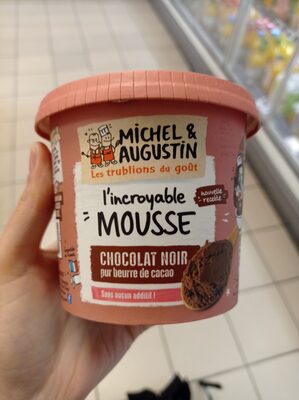 MICHEL &
AUGUSTIN
Les trublions du goût
l'incroyable
nouvelle
recette
MOUSSE
CHOCOLAT NOIR
pur beurre de cacao
Sans aucun additif !